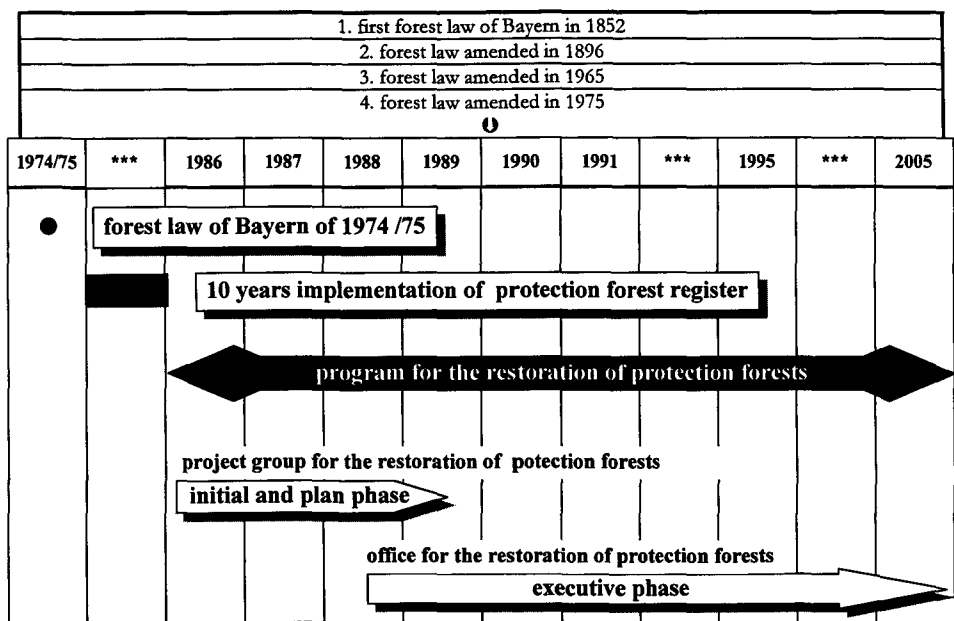 1. first forest law of Bayern in 1852
2. forest law amended in 1896
3. forest law amended in 1965
4. forest law amended in 1975
1974/75 *** 1986 1987 1988 1989 1990 1991 *** 1995 *** 2005
forest law of Bayern of 1974 /75
10 years implementation of protection forest register
program for the restoration of protection forests
project group for the restoration of potection forests
initial and plan phase
office for the restoration of protection forests
executive phase